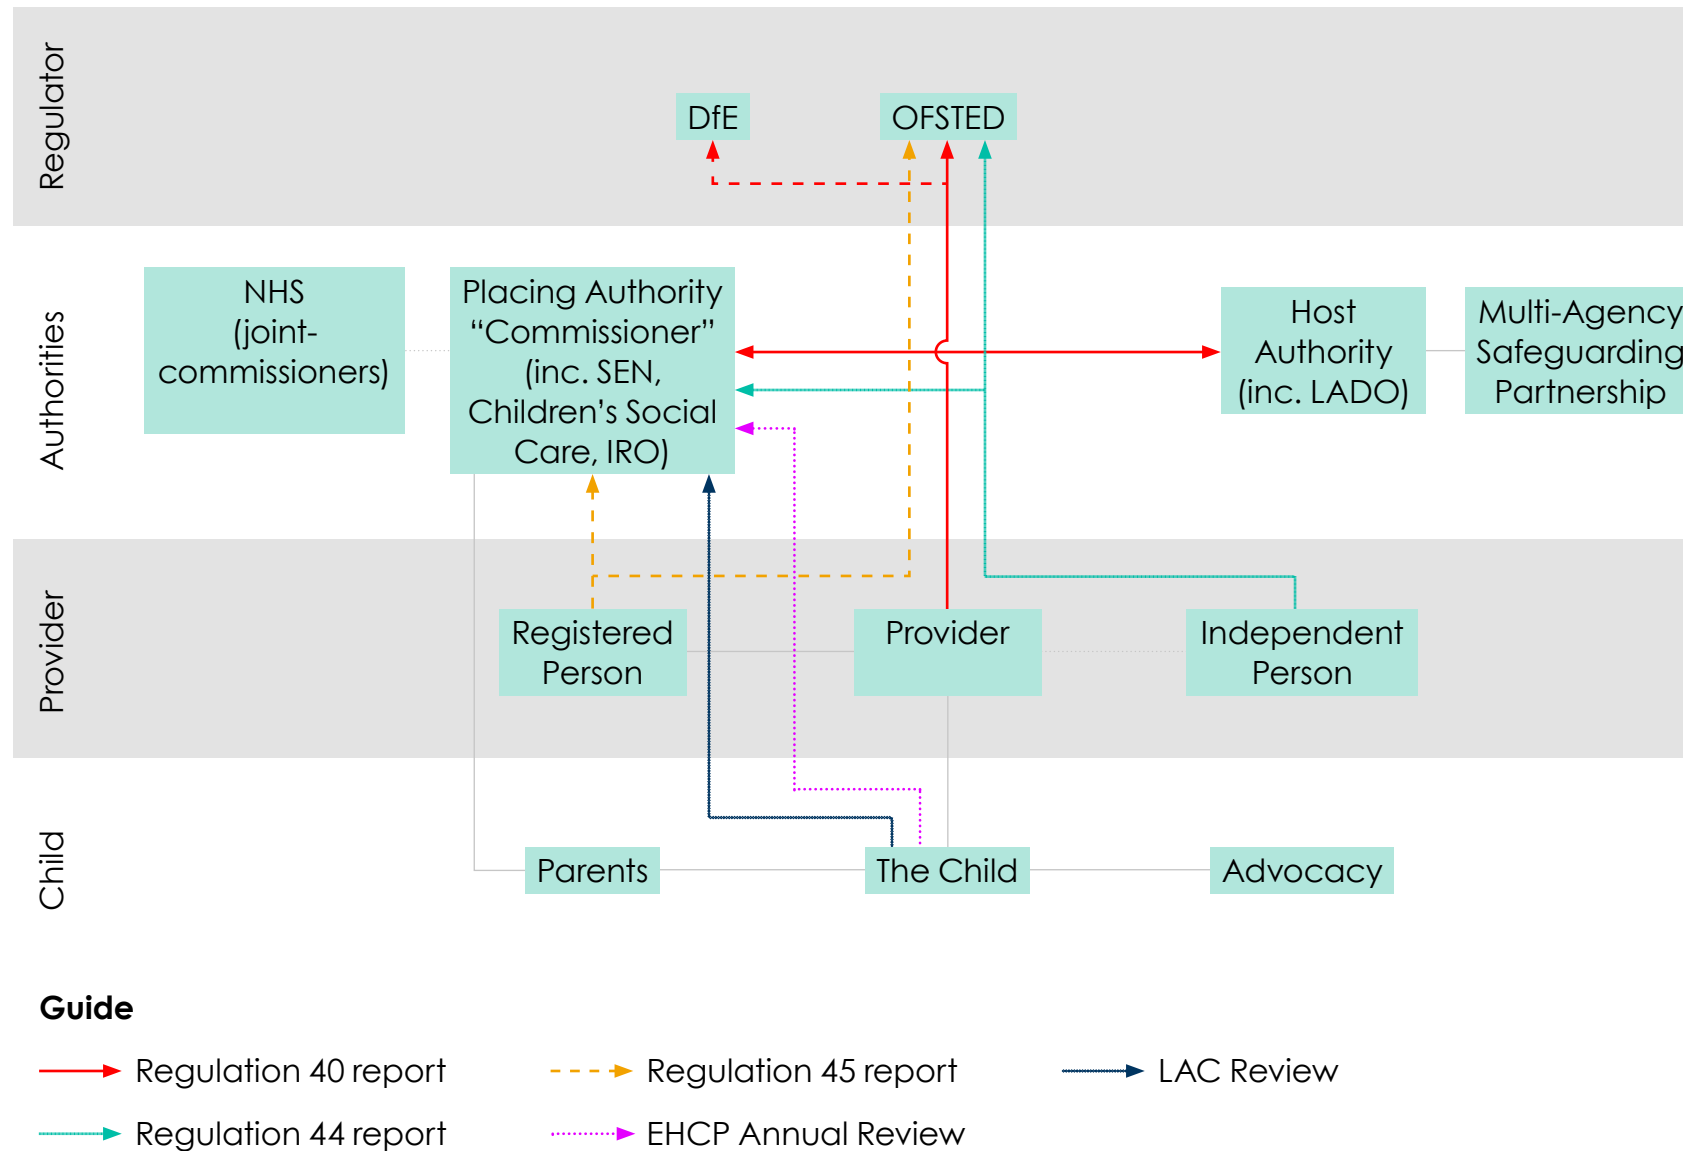 Regulator
DfE
OFSTED
Authorities
NHS
(joint-
commissioners)
Placing Authority
“Commissioner”
(inc. SEN,
Children’s Social
Care, IRO)
Host
Authority
(inc. LADO)
Multi-Agency
Safeguarding
Partnership
Provider
Registered
Person
Provider
Independent
Person
Child
Parents
The Child
Advocacy
Guide
Regulation 40 report
Regulation 45 report
LAC Review
Regulation 44 report
EHCP Annual Review